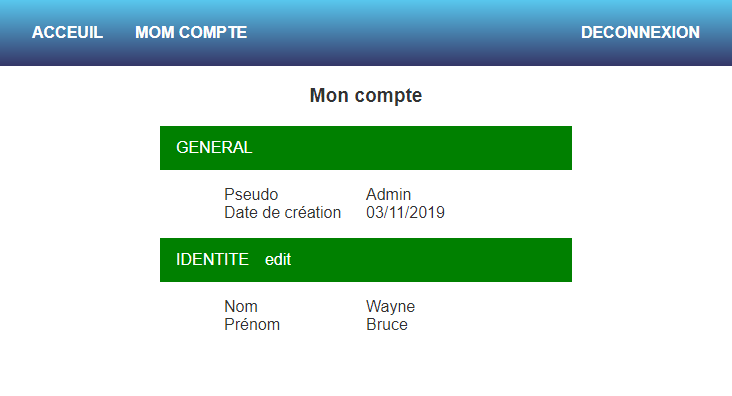 ACCEUIL MOM COMPTE DECONNEXION
Mon compte
GENERAL
Pseudo Admin
Date de création 03/11/2019
IDENTITE edit
Nom Wayne
Prénom Bruce